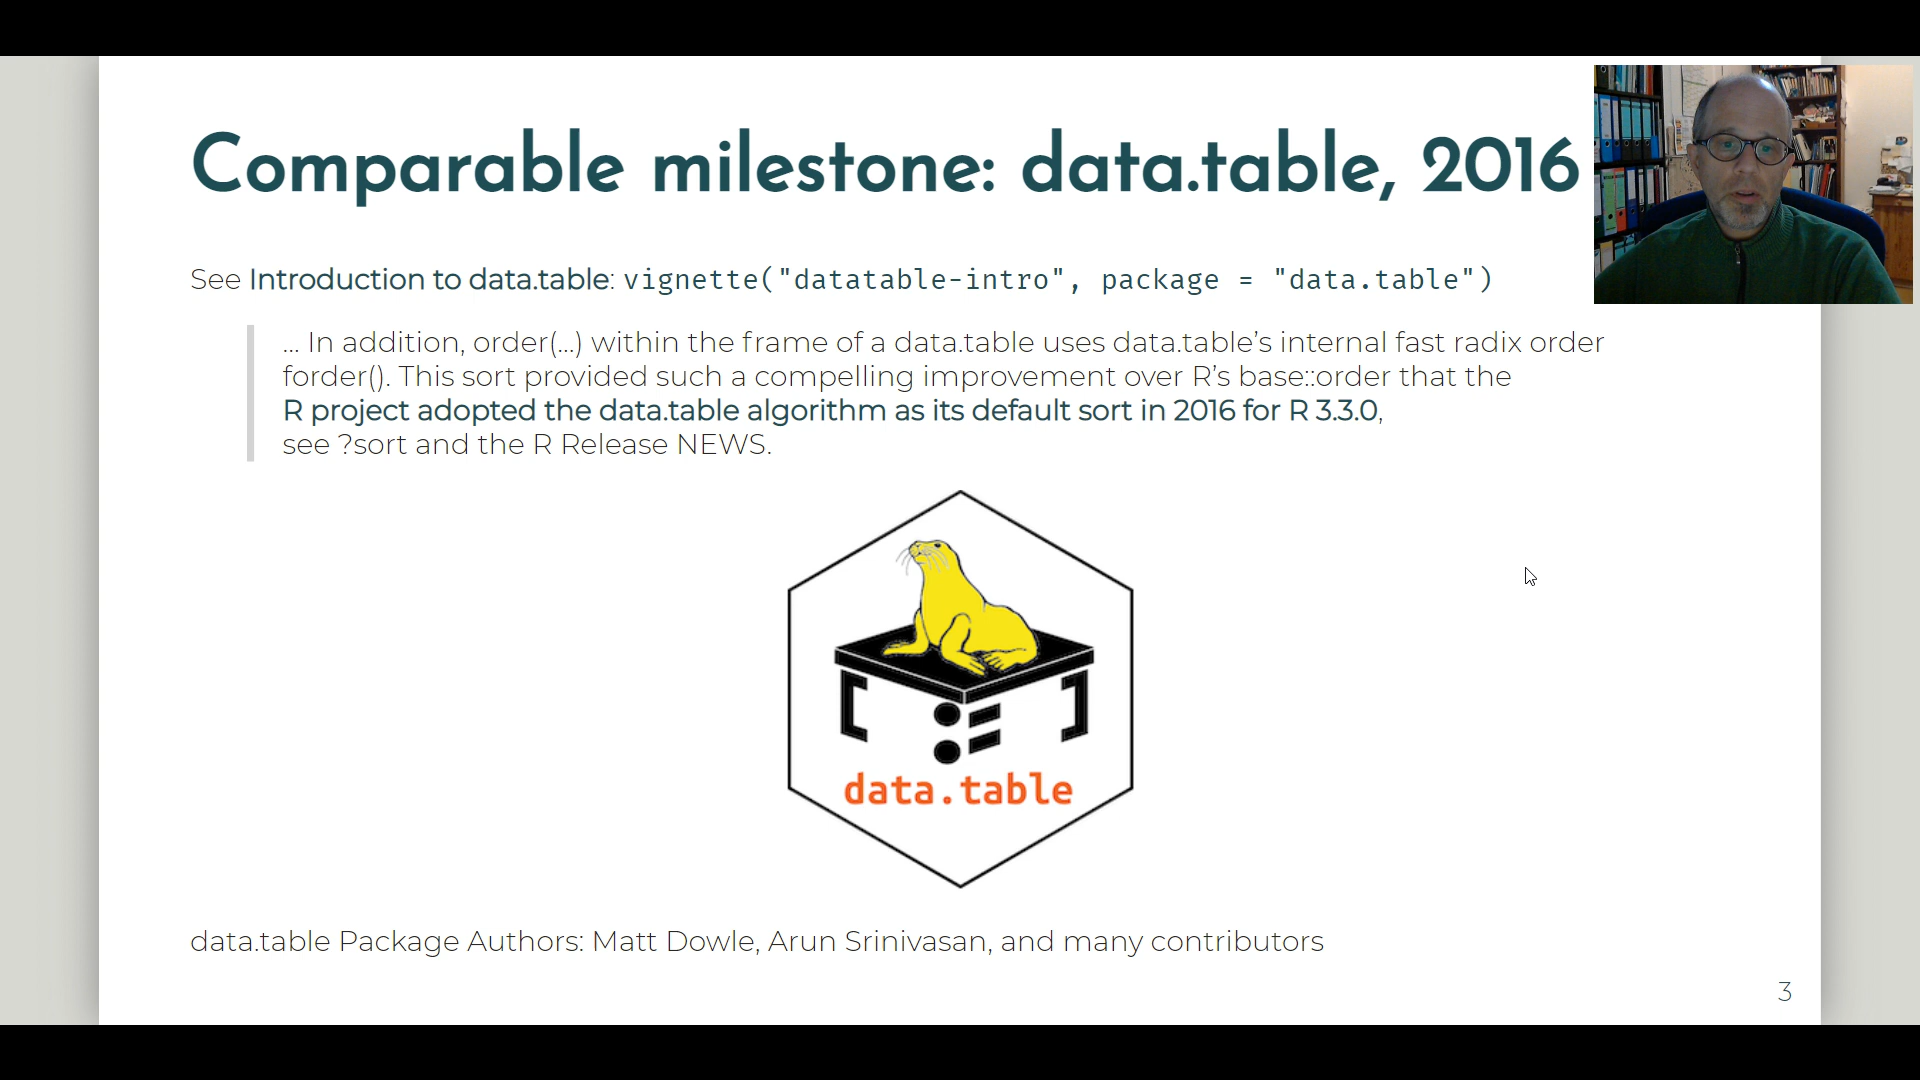 Comparable milestone: data.table, 2016
See Introduction to data.table: vignette("datatable-intro", package = "data.table")
... In addition, order(...) within the frame of a data.table uses data.table’s internal fast radix order
forder(). This sort provided such a compelling improvement over R’s base::order that the
R project adopted the data.table algorithm as its default sort in 2016 for R 3.3.0,
see ?sort and the R Release NEWS.
data.table
data.table Package Authors: Matt Dowle, Arun Srinivasan, and many contributors
3